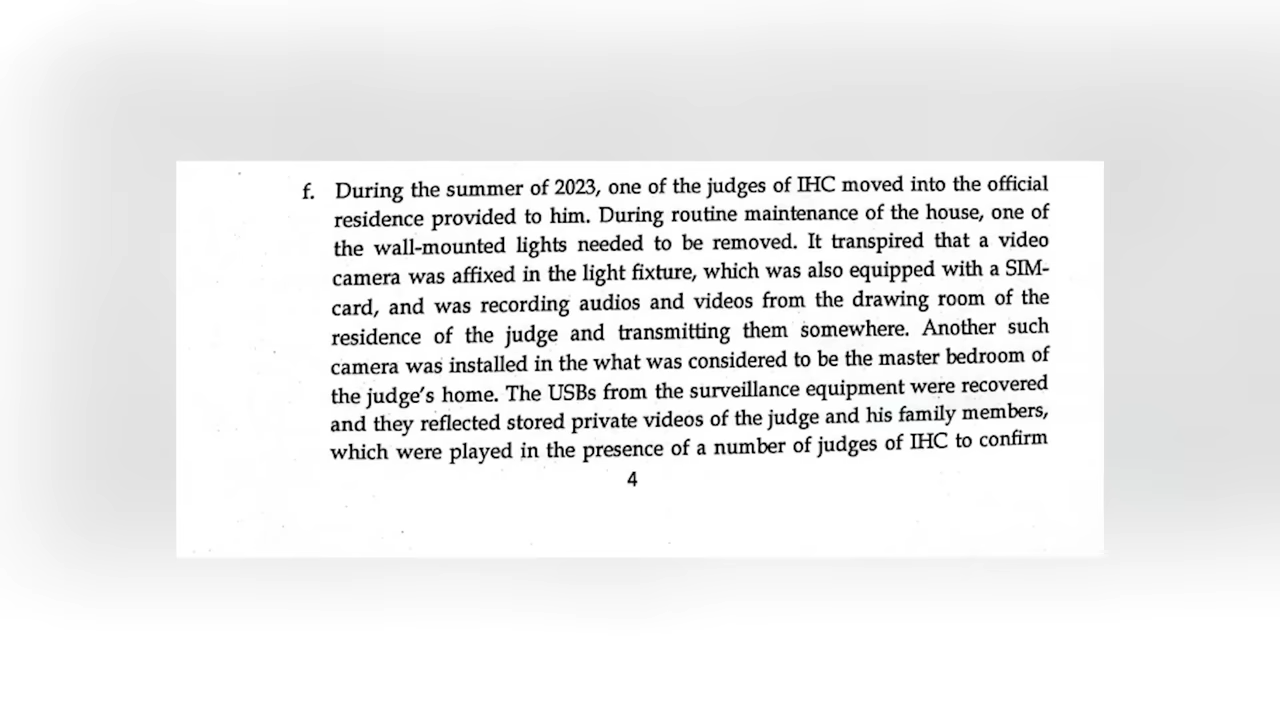 f. During the summer of 2023, one of the judges of IHC moved into the official
residence provided to him. During routine maintenance of the house, one of
the wall-mounted lights needed to be removed. It transpired that a video
camera was affixed in the light fixture, which was also equipped with a SIM-
card, and was recording audios and videos from the drawing room of the
residence of the judge and transmitting them somewhere. Another such
camera was installed in the what was considered to be the master bedroom of
the judge's home. The USBs from the surveillance equipment were recovered
and they reflected stored private videos of the judge and his family members,
which were played in the presence of a number of judges of IHC to confirm
4